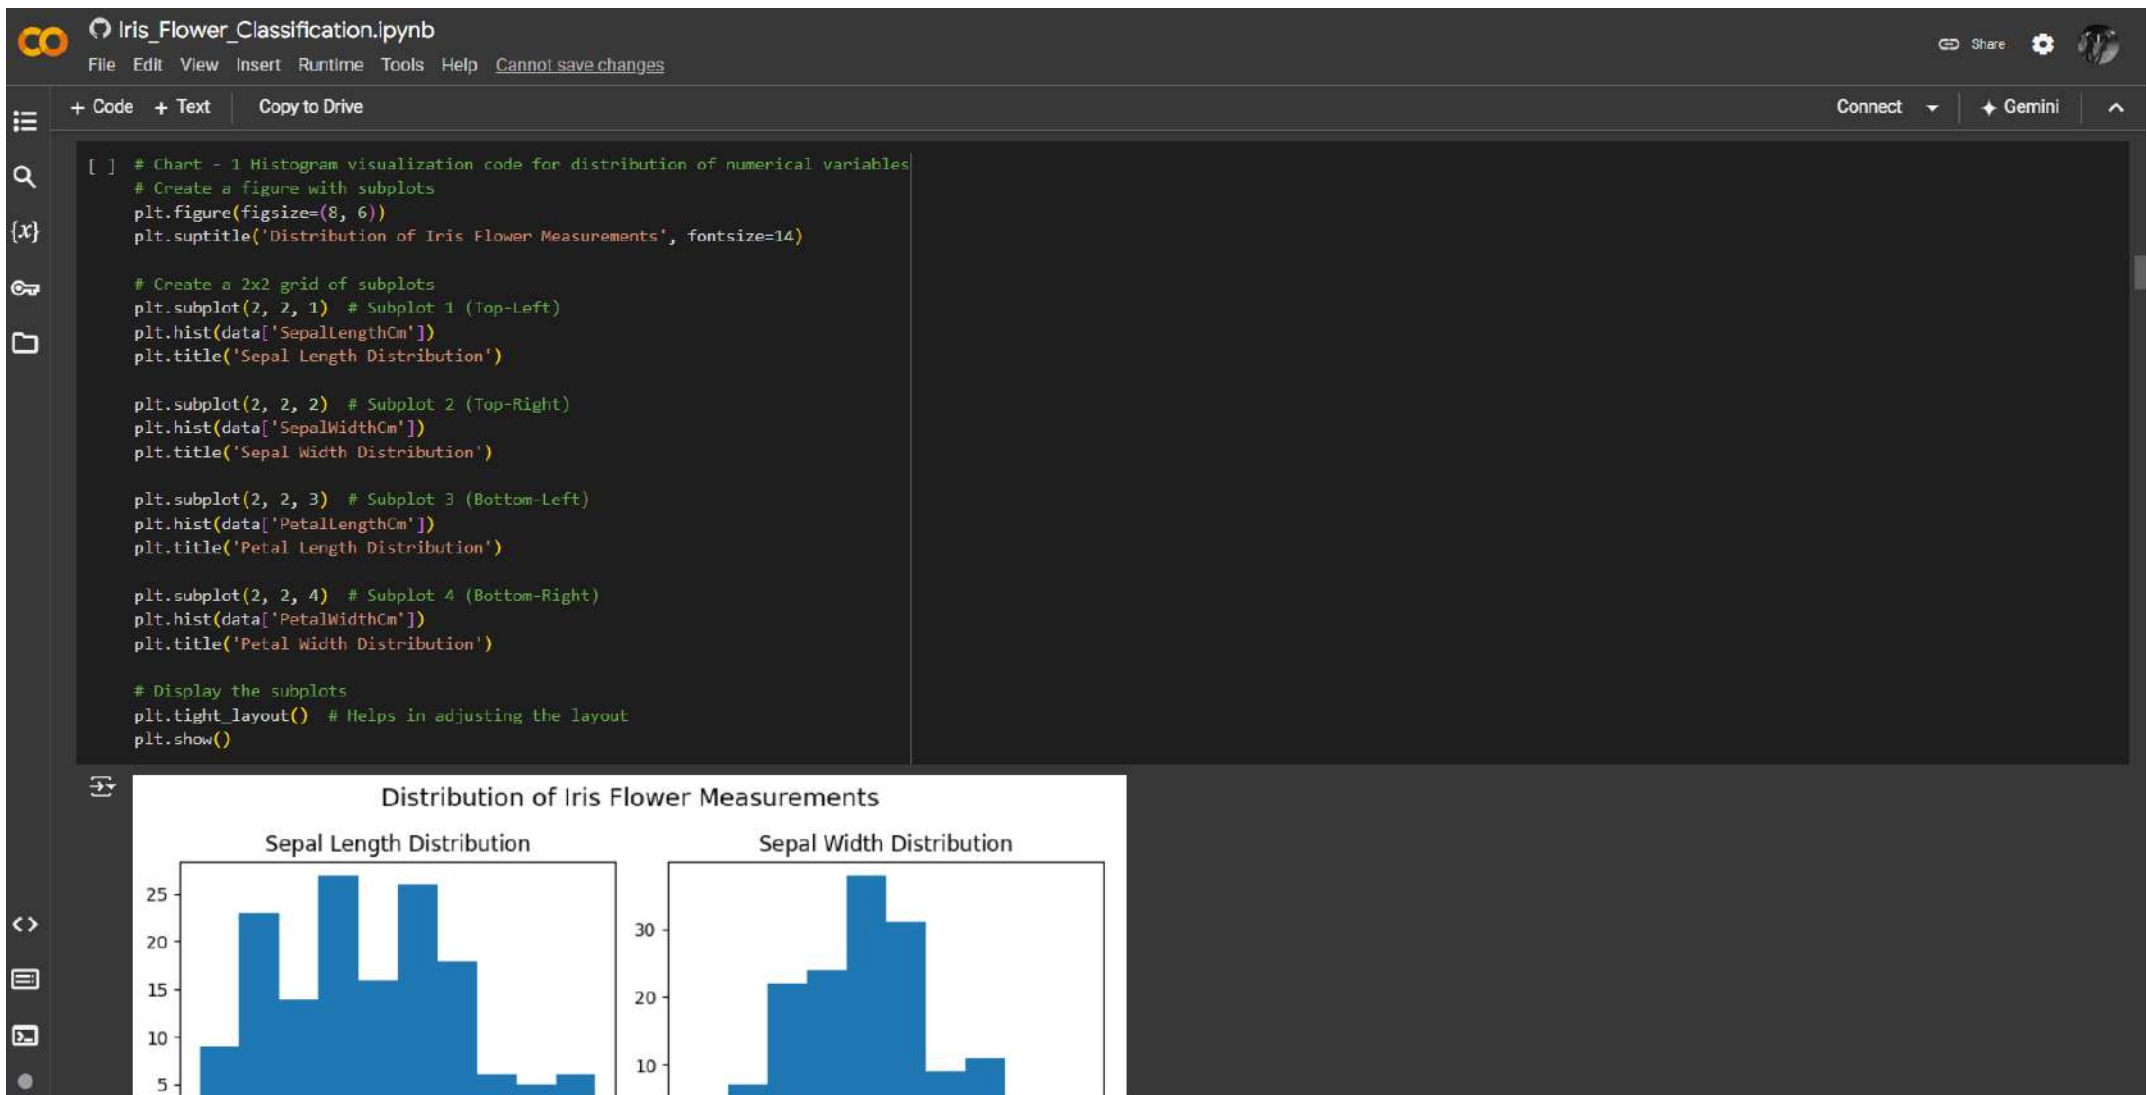 Iris_Flower_Classification.ipynb
File Edit View Insert Runtime Tools Help Cannot save changes
Share
+ Code + Text Copy to Drive
Connect Gemini
[ ] # Chart - 1 Histogram visualization code for distribution of numerical variables
# Create a figure with subplots
plt.figure(figsize=(8, 6))
plt.suptitle('Distribution of Iris Flower Measurements', fontsize=14)
# Create a 2x2 grid of subplots
plt.subplot(2, 2, 1)  # Subplot 1 (Top-Left)
plt.hist(data['SepalLengthCm'])
plt.title('Sepal Length Distribution')
plt.subplot(2, 2, 2)  # Subplot 2 (Top-Right)
plt.hist(data['SepalWidthCm'])
plt.title('Sepal Width Distribution')
plt.subplot(2, 2, 3)  # Subplot 3 (Bottom-Left)
plt.hist(data['PetalLengthCm'])
plt.title('Petal Length Distribution')
plt.subplot(2, 2, 4)  # Subplot 4 (Bottom-Right)
plt.hist(data['PetalWidthCm'])
plt.title('Petal Width Distribution')
# Display the subplots
plt.tight_layout()  # Helps in adjusting the layout
plt.show()
Distribution of Iris Flower Measurements
Sepal Length Distribution
25
20
15
10
5
Sepal Width Distribution
30
20
10
{x}